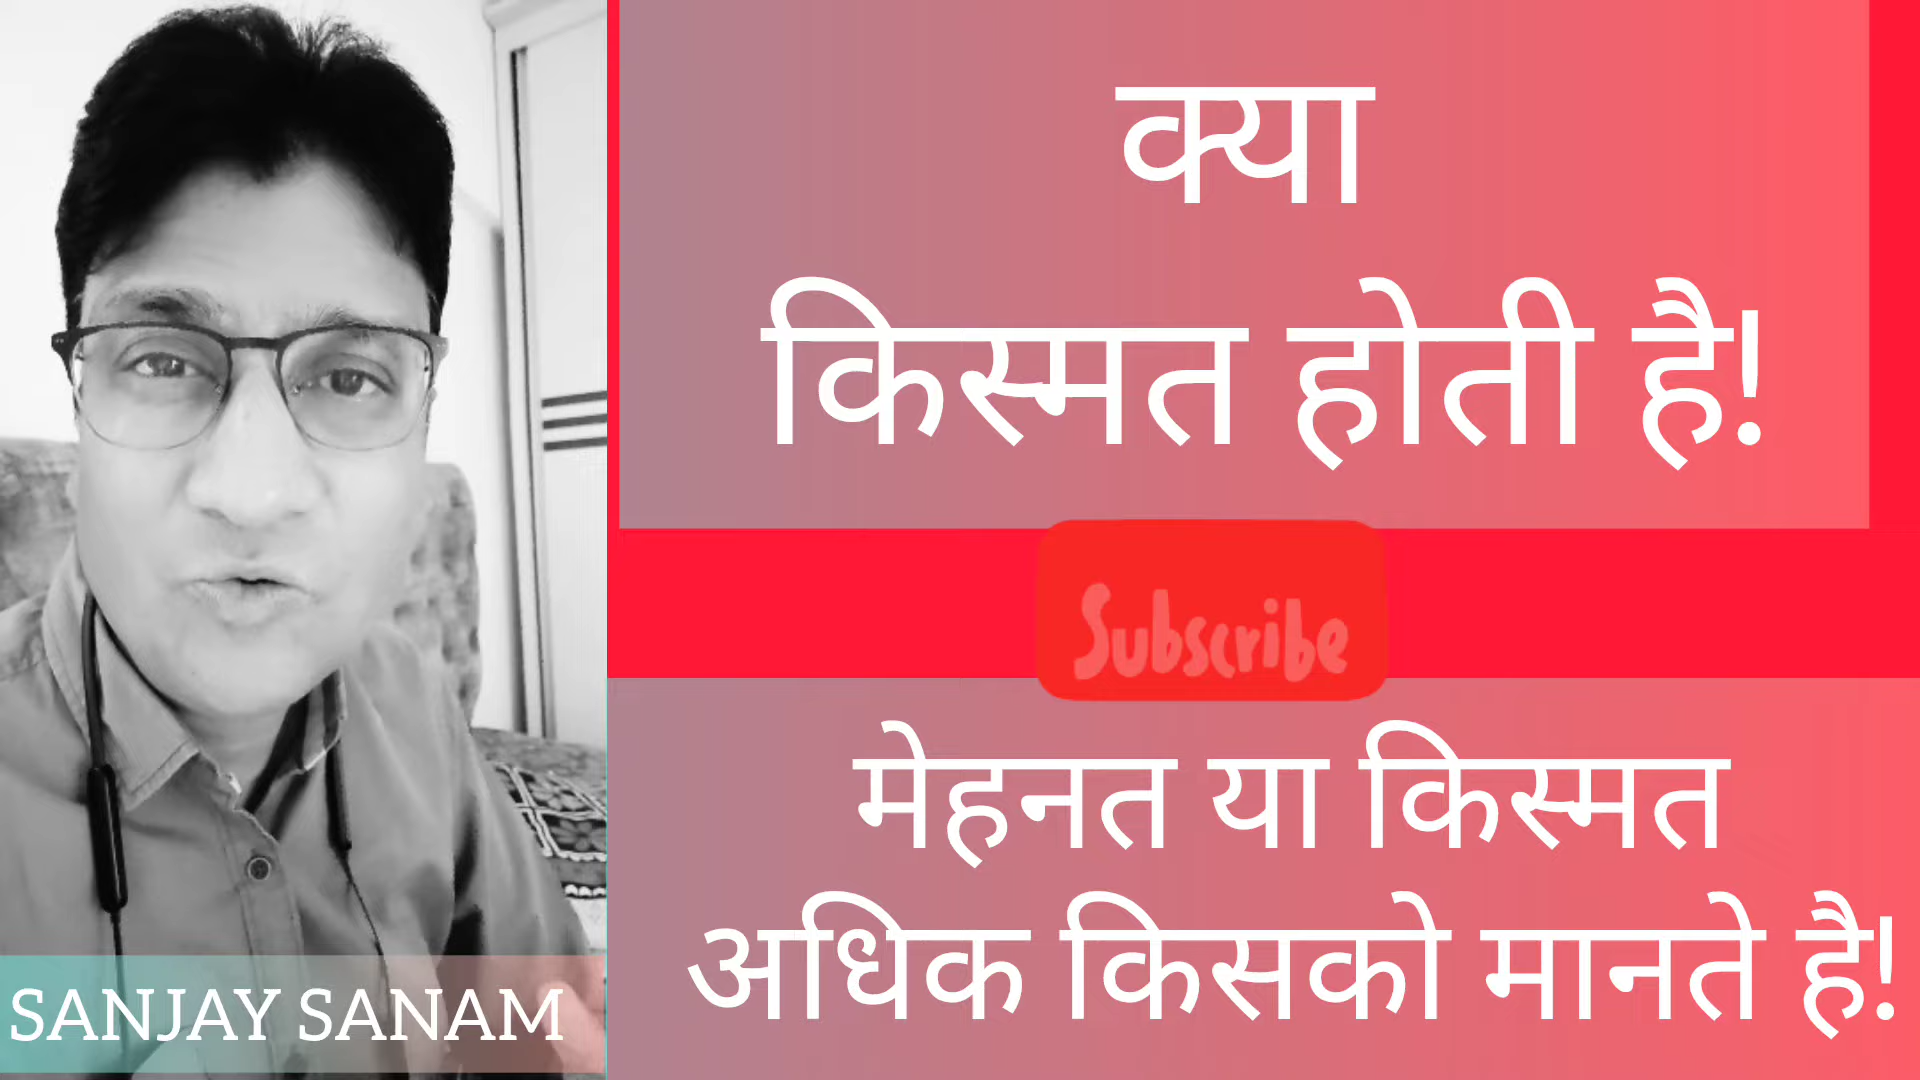 क्या
किस्मत होती है!
Subscribe
मेहनत या किस्मत
अधिक किसको मानते है!
SANJAY SANAM